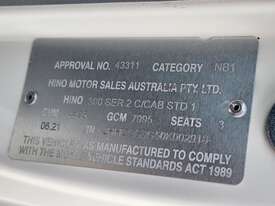 APPROVAL NO. 43311 CATEGORY NB1
HINO MOTOR SALES AUSTRALIA PTY. LTD.
HINO 300 SER 2 C/CAB STD 1
GCM 7995 SEATS 3
06.21
THIS VEHICLE WAS MANUFACTURED TO COMPLY
WITH THE MOTOR VEHICLE STANDARDS ACT 1989